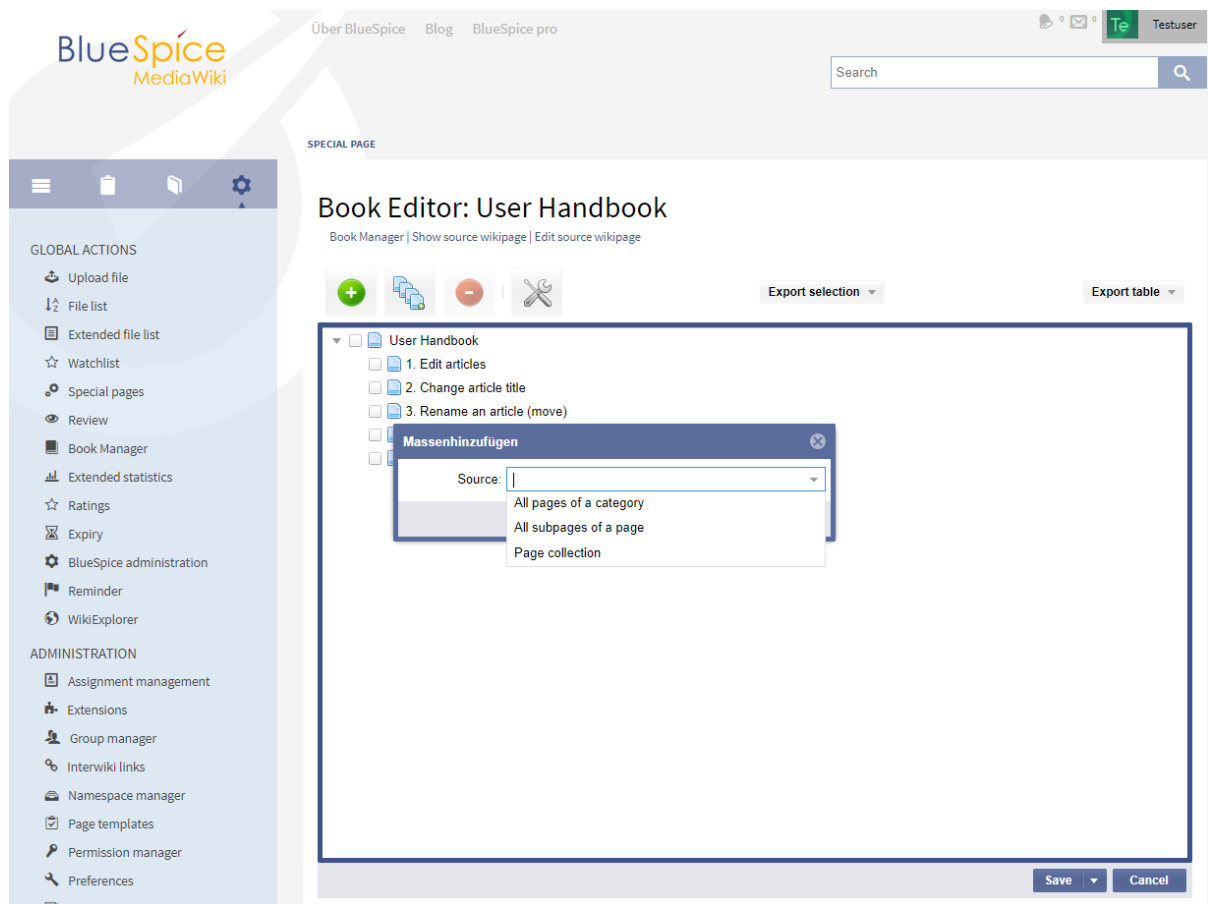 Über BlueSpice Blog BlueSpice pro
0 0 Te Testuser
BlueSpice
MediaWiki
Search
SPECIAL PAGE
Book Editor: User Handbook
Book Manager | Show source wikipage | Edit source wikipage
GLOBAL ACTIONS
Upload file
File list
Extended file list
Watchlist
Special pages
Review
Book Manager
Extended statistics
Ratings
Expiry
BlueSpice administration
Reminder
WikiExplorer
ADMINISTRATION
Assignment management
Extensions
Group manager
Interwiki links
Namespace manager
Page templates
Permission manager
Preferences
Export selection
Export table
User Handbook
1. Edit articles
2. Change article title
3. Rename an article (move)
Massenhinzufügen
Source:
All pages of a category
All subpages of a page
Page collection
Save Cancel